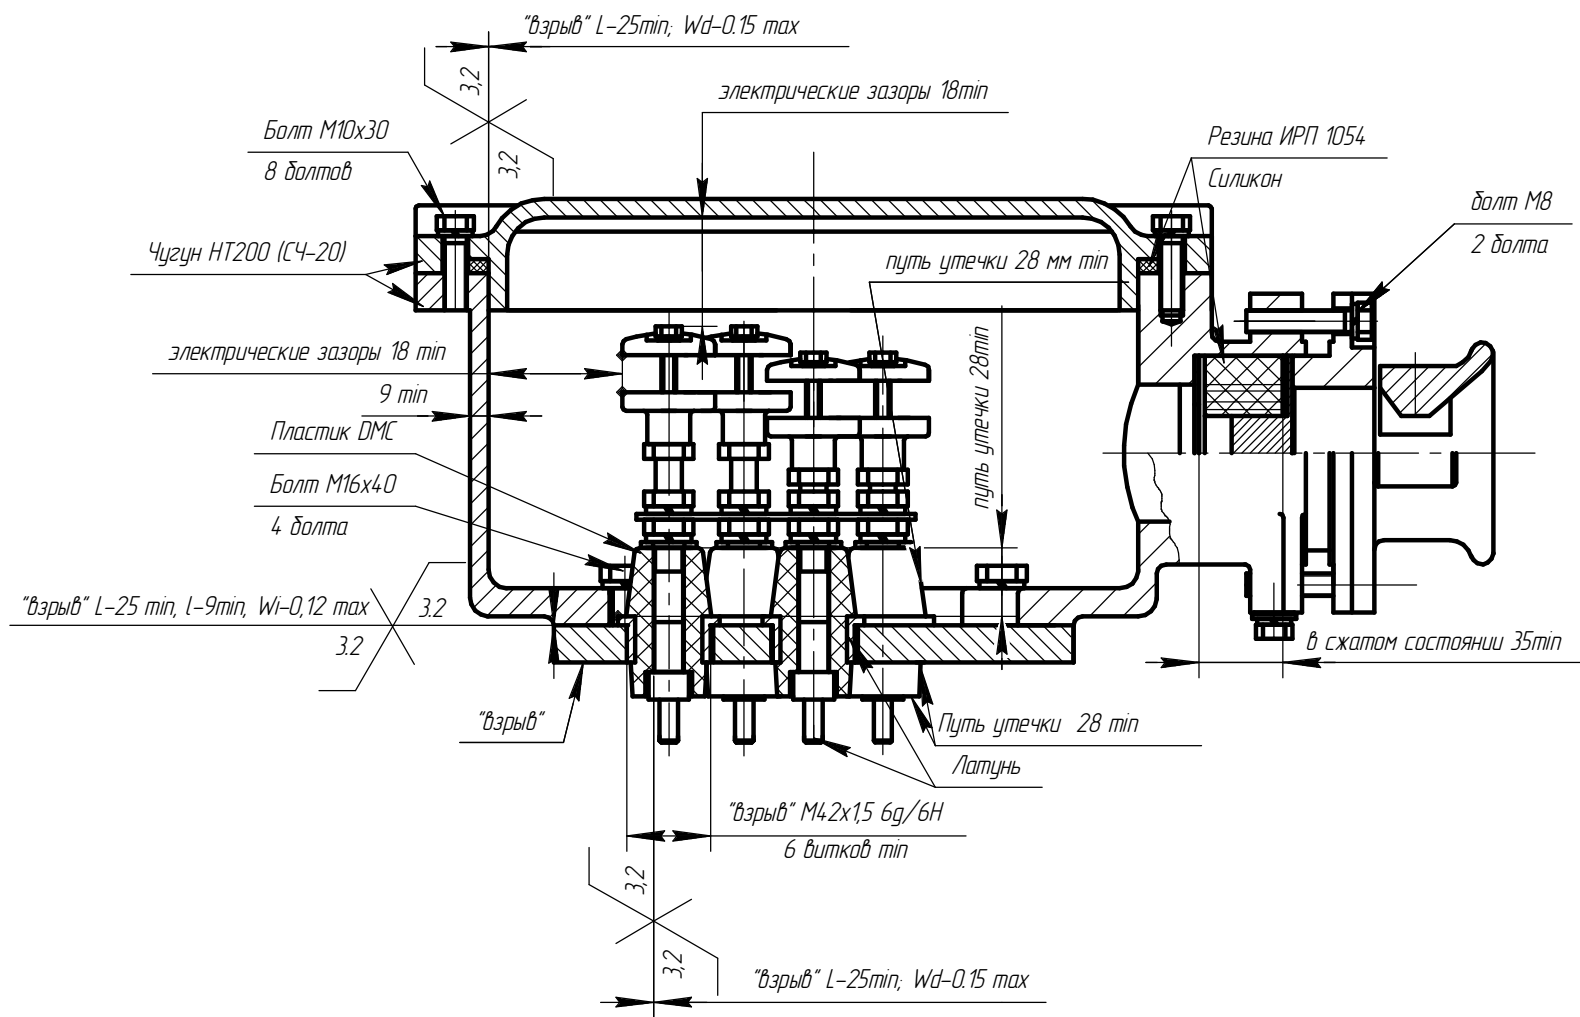 "взрыв" L-25min; Wd-0.15 max
3,2
3,2
электрические зазоры 18min
Болт М10х30
8 болтов
Резина ИРП 1054
Силикон
болт М8
2 болта
Чугун НТ200 (СЧ-20)
путь утечки 28 мм min
электрические зазоры 18 min
9 min
путь утечки 28min
Пластик DMC
Болт М16х40
4 болта
"взрыв" L-25 min, l-9min, Wi-0,12 max
3.2
3.2
в сжатом состоянии 35min
"взрыв"
Путь утечки 28 min
Латунь
"взрыв" М42х1,5 6g/6H
6 витков min
3,2
3,2
"взрыв" L-25min; Wd-0.15 max